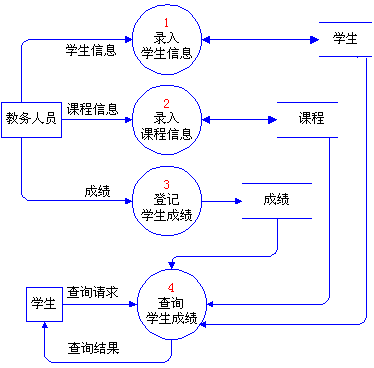 1
录入
学生信息
学生
学生信息
教务人员
课程信息
2
录入
课程信息
课程
成绩
3
登记
学生成绩
成绩
学生
查询请求
4
查询
学生成绩
查询结果